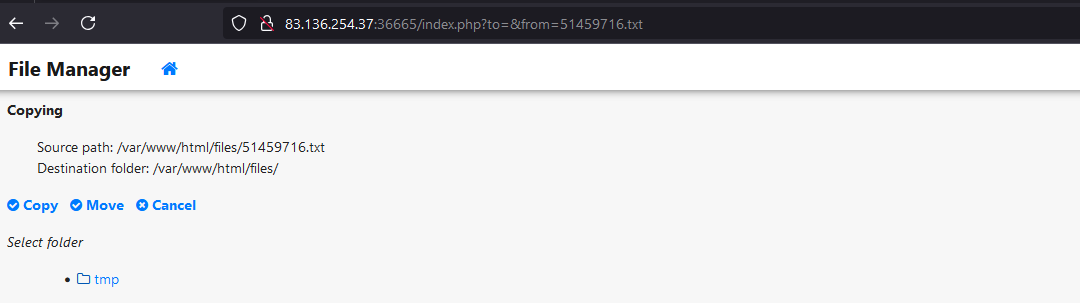 83.136.254.37:36665/index.php?to=&from=51459716.txt
File Manager
Copying
Source path: /var/www/html/files/51459716.txt
Destination folder: /var/www/html/files/
Copy Move Cancel
Select folder
tmp